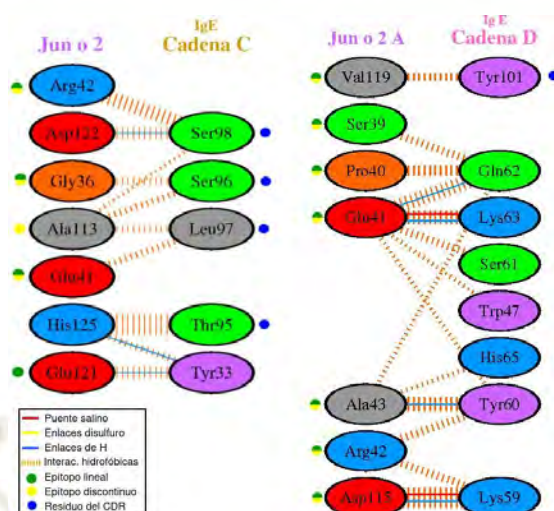 Jun o 2
IgE
Cadena C
Arg42
Asp122
Ser98
Gly36
Ser96
Ala113
Leu97
Glu41
His125
Thr95
Glu121
Tyr33
Puente salino
Enlaces disulfuro
Enlaces de H
Interac. hidrofóbicas
Epitopo lineal
Epitopo discontinuo
Residuo del CDR
Jun o 2 A
IgE
Cadena D
Val119
Tyr101
Ser39
Pro40
Gln62
Glu41
Lys63
Ser61
Trp47
His65
Ala43
Tyr60
Arg42
Asp115
Lys59